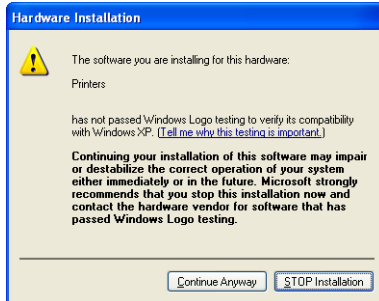 Hardware Installation
The software you are installing for this hardware:
Printers
has not passed Windows Logo testing to verify its compatibility
with Windows XP. (Tell me why this testing is important.)
Continuing your installation of this software may impair
or destabilize the correct operation of your system
either immediately or in the future. Microsoft strongly
recommends that you stop this installation now and
contact the hardware vendor for software that has
passed Windows Logo testing.
Continue Anyway
STOP Installation